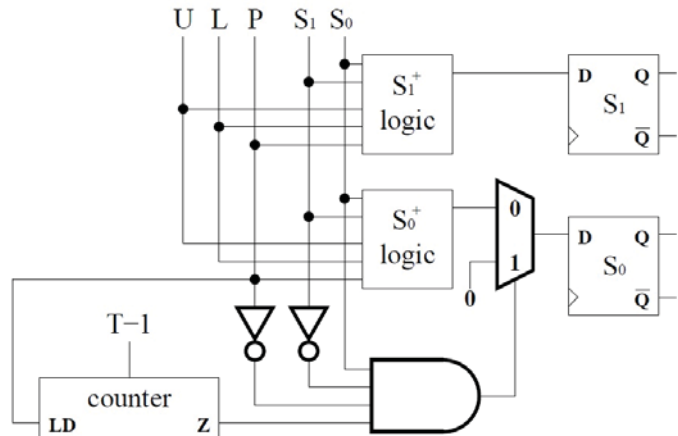 U L P S₁ S₀
S₁⁺
logic
D Q
S₁
Q̅
S₀⁺
logic
0
1
0
D Q
S₀
Q̅
T−1
counter
LD Z